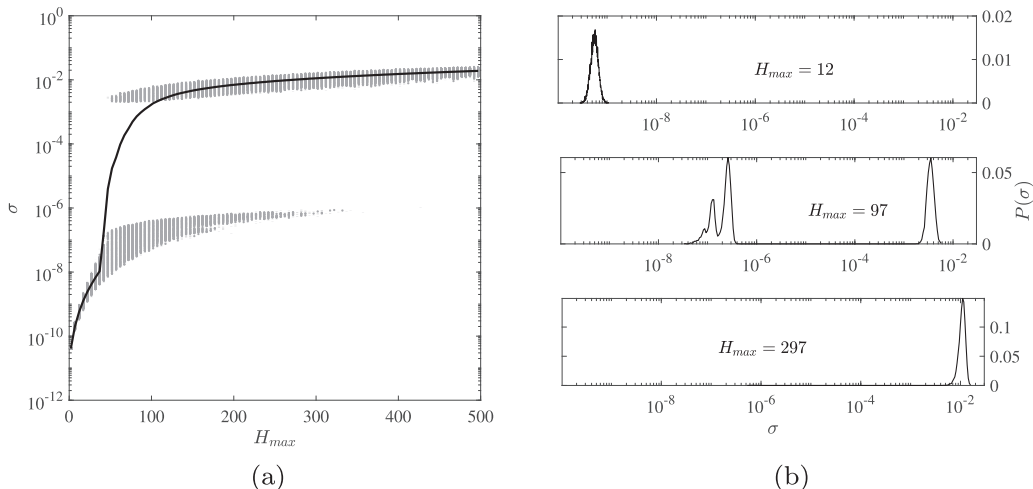 10^0
10^-2
10^-4
10^-6
10^-8
10^-10
10^-12
σ
0 100 200 300 400 500
H_max
(a)
0.02
0.01
0
H_max = 12
10^-8 10^-6 10^-4 10^-2
0.05
0
H_max = 97
10^-8 10^-6 10^-4 10^-2
P(σ)
0.1
0.05
0
H_max = 297
10^-8 10^-6 10^-4 10^-2
σ
(b)